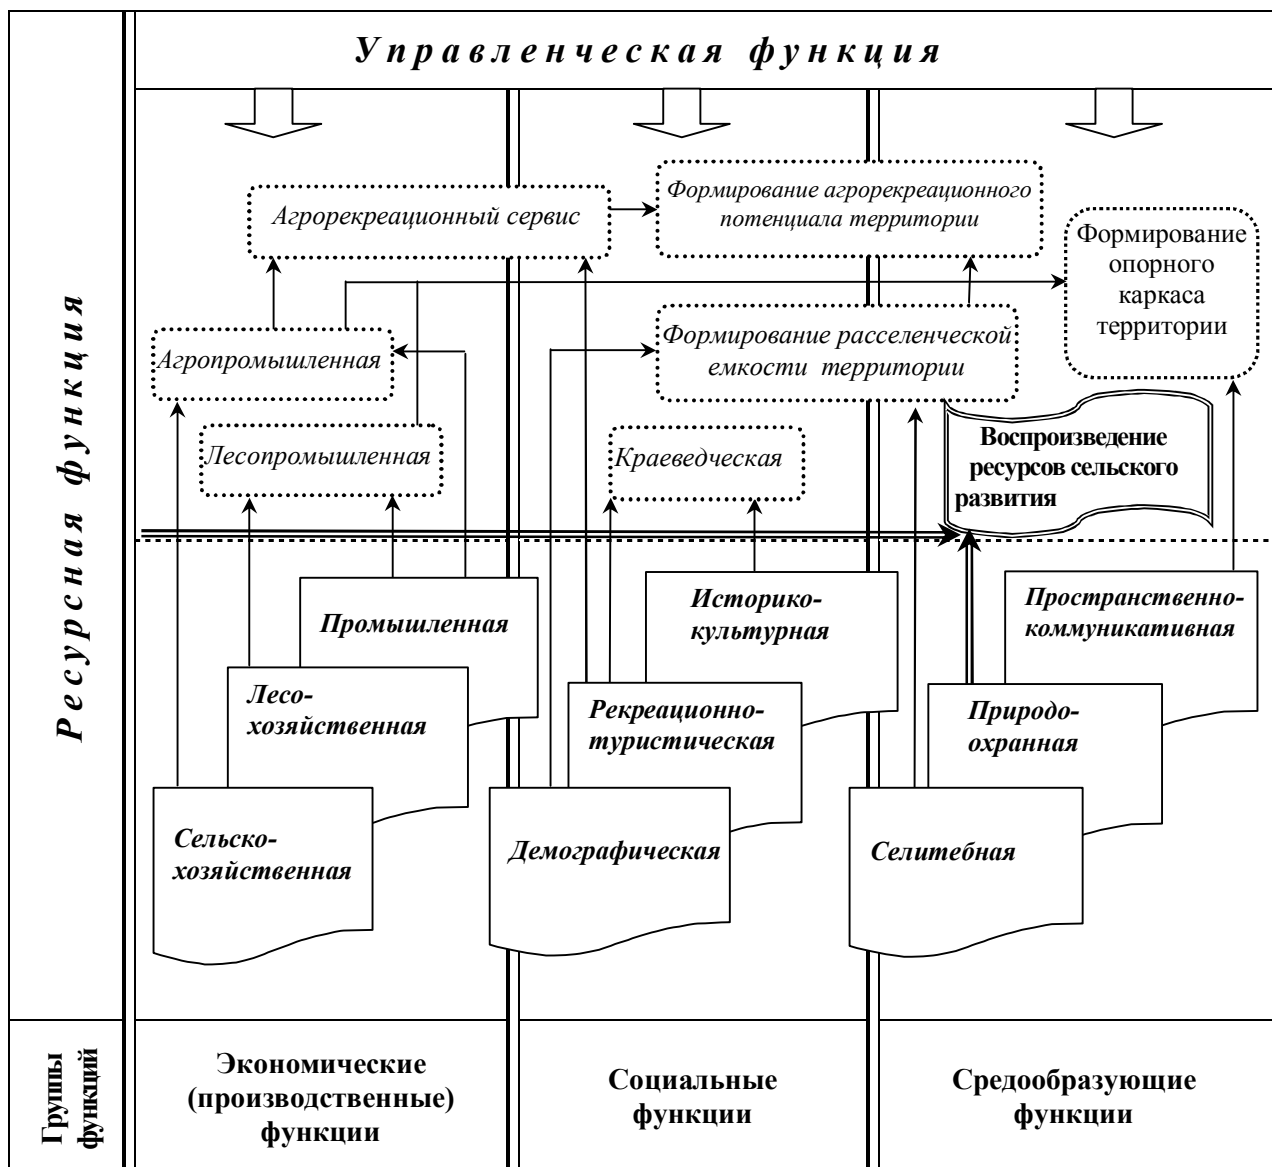 Управленческая функция
Ресурсная функция
Агрорекреационный сервис
Формирование агрорекреационного
потенциала территории
Формирование
опорного
каркаса
территории
Агропромышленная
Формирование расселенческой
емкости территории
Лесопромышленная
Краеведческая
Воспроизведение
ресурсов сельского
развития
Промышленная
Историко-
культурная
Пространственно-
коммуникативная
Лесо-
хозяйственная
Рекреационно-
туристическая
Природо-
охранная
Сельско-
хозяйственная
Демографическая
Селитебная
Группы
функций
Экономические
(производственные)
функции
Социальные
функции
Средообразующие
функции